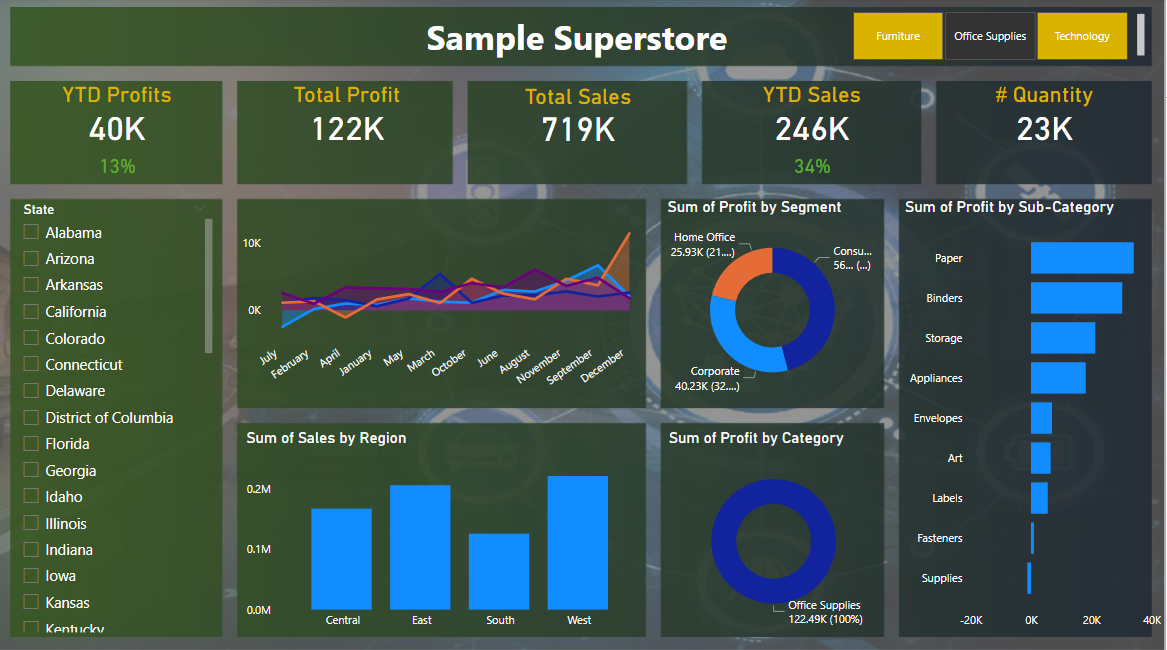 Sample Superstore
Furniture
Office Supplies
Technology
YTD Profits
40K
13%
Total Profit
122K
Total Sales
719K
YTD Sales
246K
34%
# Quantity
23K
State
Alabama
Arizona
Arkansas
California
Colorado
Connecticut
Delaware
District of Columbia
Florida
Georgia
Idaho
Illinois
Indiana
Iowa
Kansas
Kentucky
10K
0K
July
February
April
January
May
March
October
June
August
November
September
December
Sum of Profit by Segment
Home Office
25.93K (21....)
Consu...
56... (...)
Corporate
40.23K (32....)
Sum of Sales by Region
0.2M
0.1M
0.0M
Central
East
South
West
Sum of Profit by Category
Office Supplies
122.49K (100%)
Sum of Profit by Sub-Category
Paper
Binders
Storage
Appliances
Envelopes
Art
Labels
Fasteners
Supplies
-20K
0K
20K
40K